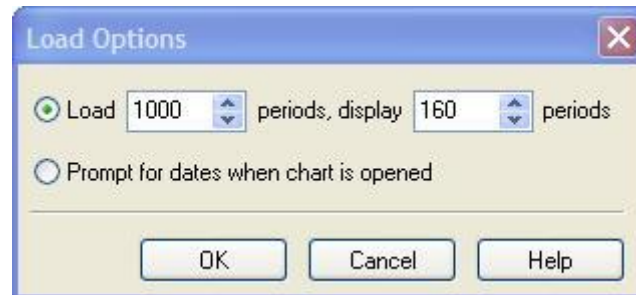 Load Options
Load 1000 periods, display 160 periods
Prompt for dates when chart is opened
OK Cancel Help